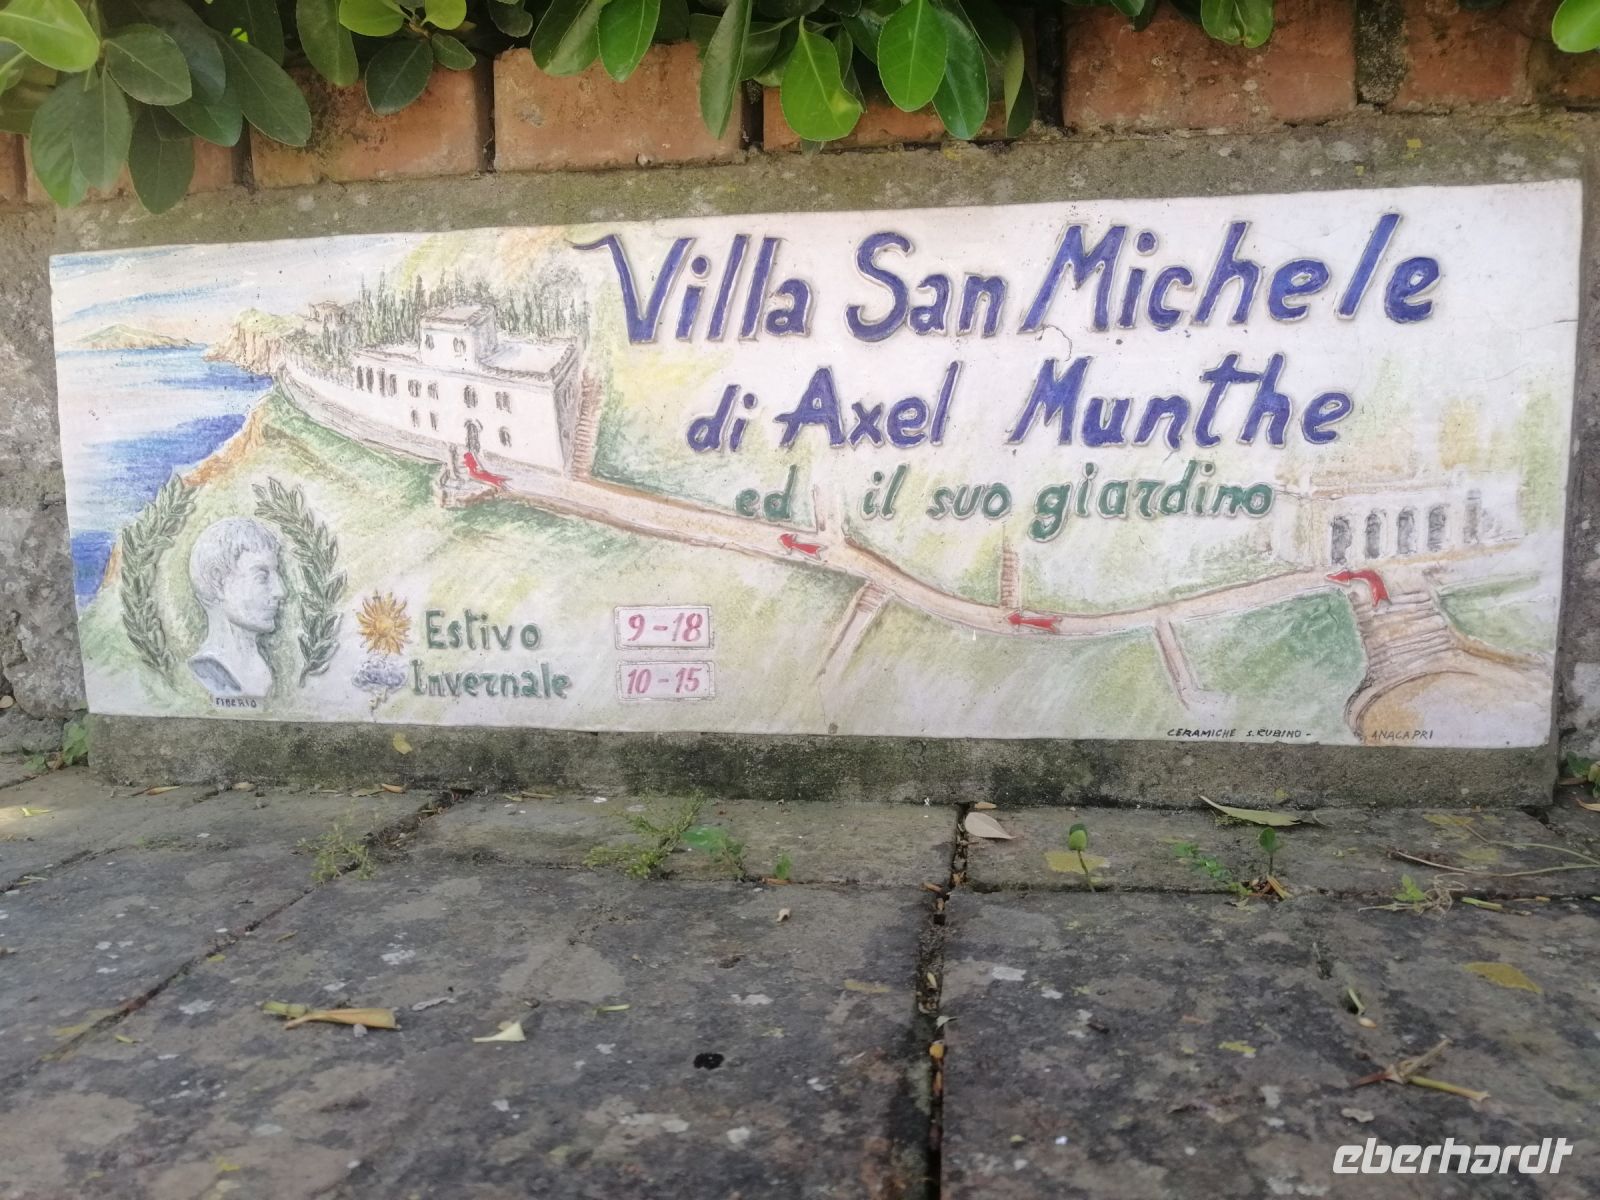 Villa San Michele
di Axel Munthe
ed il suo giardino
Estivo 9-18
Invernale 10-15
TIBERIO
CERAMICHE S. RUBINO - ANACAPRI
eberhardt